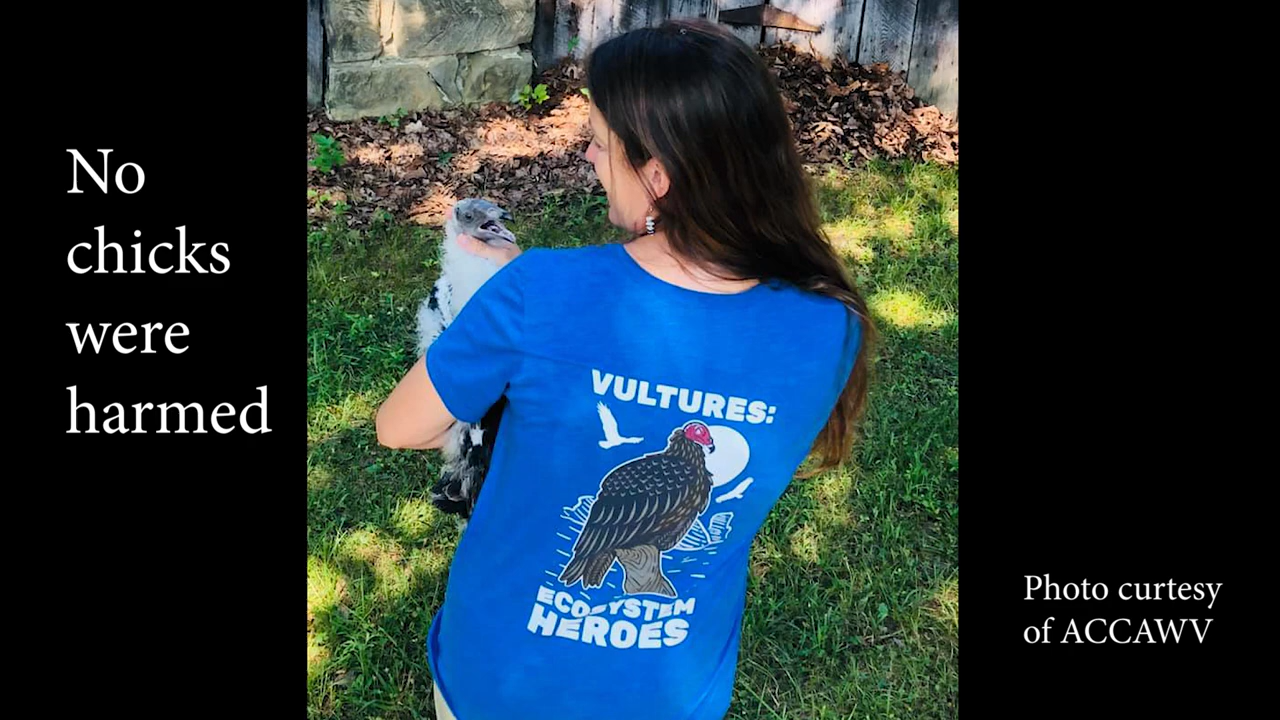 No
chicks
were
harmed
VULTURES:
ECOSYSTEM
HEROES
Photo curtesy
of ACCAWV